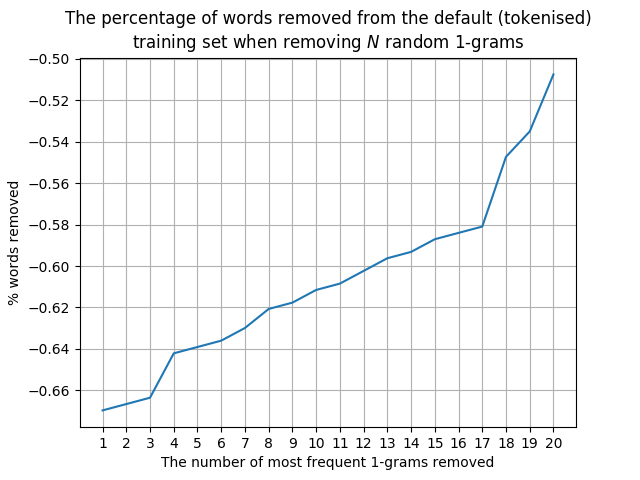 The percentage of words removed from the default (tokenised)
training set when removing N random 1-grams
% words removed
−0.50
−0.52
−0.54
−0.56
−0.58
−0.60
−0.62
−0.64
−0.66
1 2 3 4 5 6 7 8 9 10 11 12 13 14 15 16 17 18 19 20
The number of most frequent 1-grams removed